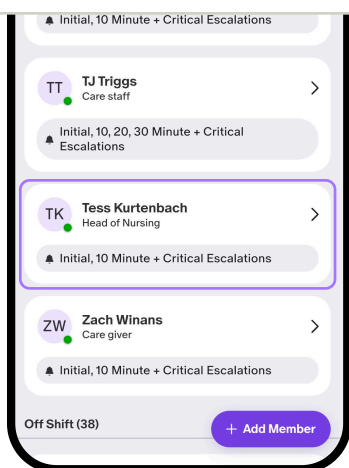 Initial, 10 Minute + Critical Escalations
TT
TJ Triggs
Care staff
Initial, 10, 20, 30 Minute + Critical
Escalations
TK
Tess Kurtenbach
Head of Nursing
Initial, 10 Minute + Critical Escalations
ZW
Zach Winans
Care giver
Initial, 10 Minute + Critical Escalations
Off Shift (38)
+ Add Member